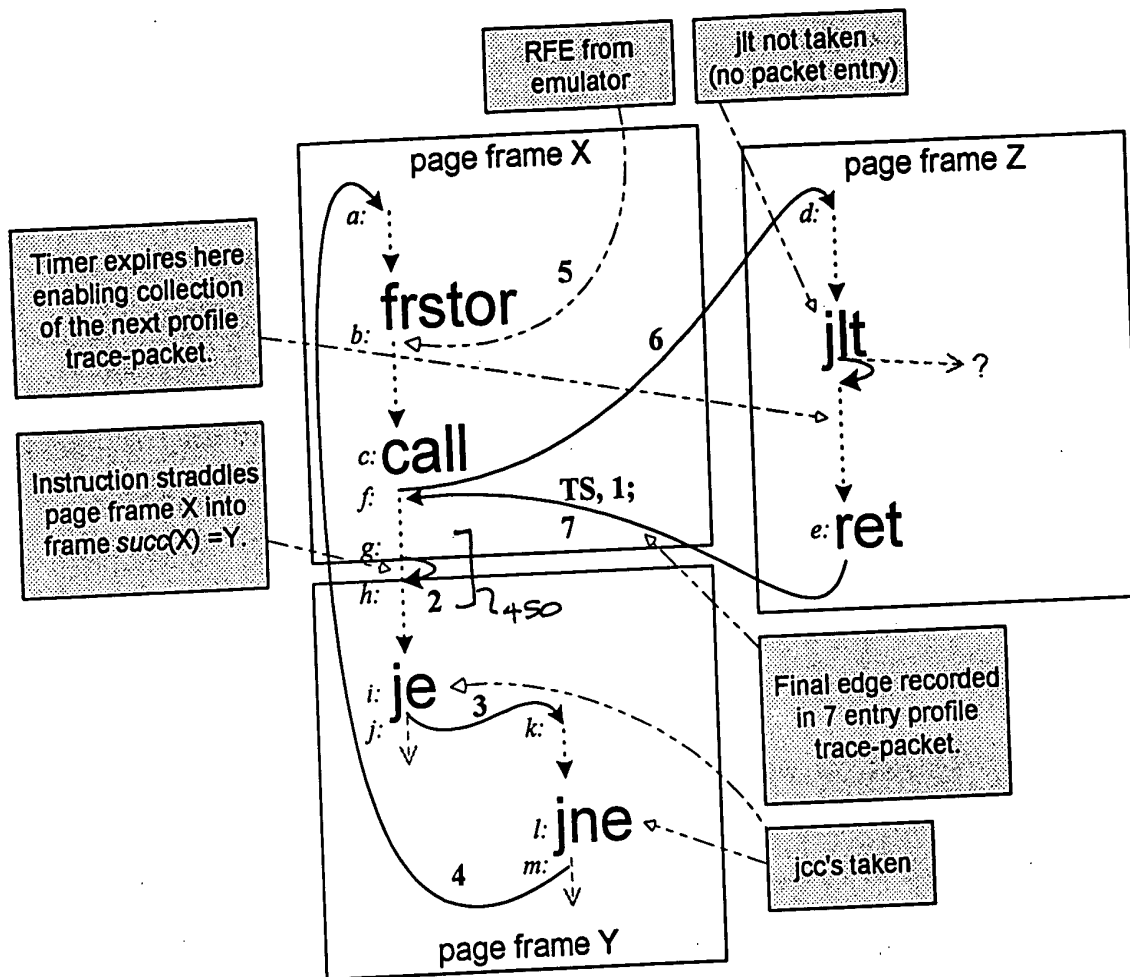 RFE from
emulator
jlt not taken
(no packet entry)
page frame X
page frame Z
a:
d:
Timer expires here
enabling collection
of the next profile
trace-packet.
frstor
5
b:
6
jlt
?
c: call
Instruction straddles
page frame X into
frame succ(X) =Y.
f:
TS, 1;
7
e: ret
g:
h:
2
450
i: je
3
j:
k:
Final edge recorded
in 7 entry profile
trace-packet.
l: jne
4
m:
jcc's taken
page frame Y